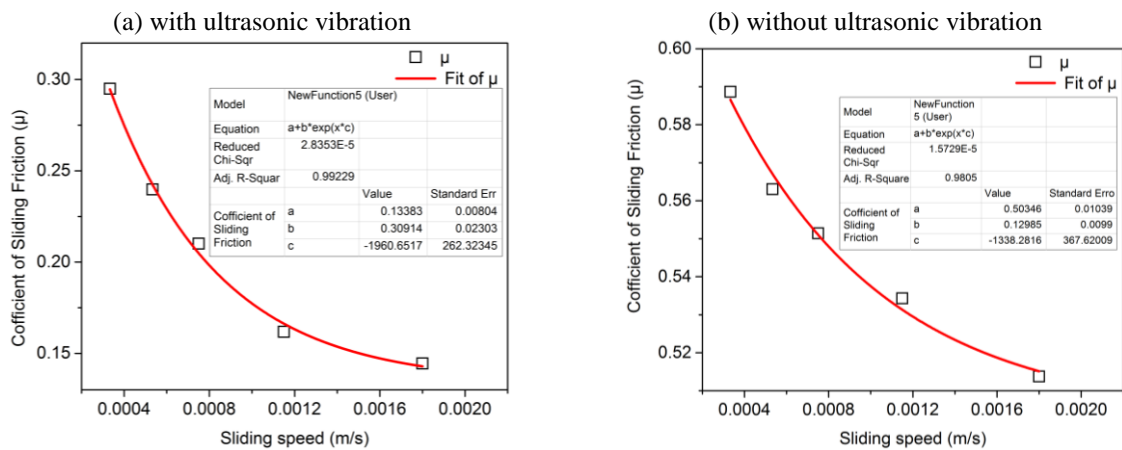 (a) with ultrasonic vibration
0.30
0.25
0.20
0.15
Cofficient of Sliding Friction (μ)
μ
Fit of μ
Model NewFunction5 (User)
Equation a+b*exp(x*c)
Reduced Chi-Sqr 2.8353E-5
Adj. R-Squar 0.99229
Value Standard Err
Cofficient of Sliding Friction a 0.13383 0.00804
b 0.30914 0.02303
c -1960.6517 262.32345
0.0004 0.0008 0.0012 0.0016 0.0020
Sliding speed (m/s)
(b) without ultrasonic vibration
0.60
0.58
0.56
0.54
0.52
Cofficient of Sliding Friction (μ)
μ
Fit of μ
Model NewFunction 5 (User)
Equation a+b*exp(x*c)
Reduced Chi-Sqr 1.5729E-5
Adj. R-Square 0.9805
Value Standard Erro
Cofficient of Sliding Friction a 0.50346 0.01039
b 0.12985 0.0099
c -1338.2816 367.62009
0.0004 0.0008 0.0012 0.0016 0.0020
Sliding speed (m/s)